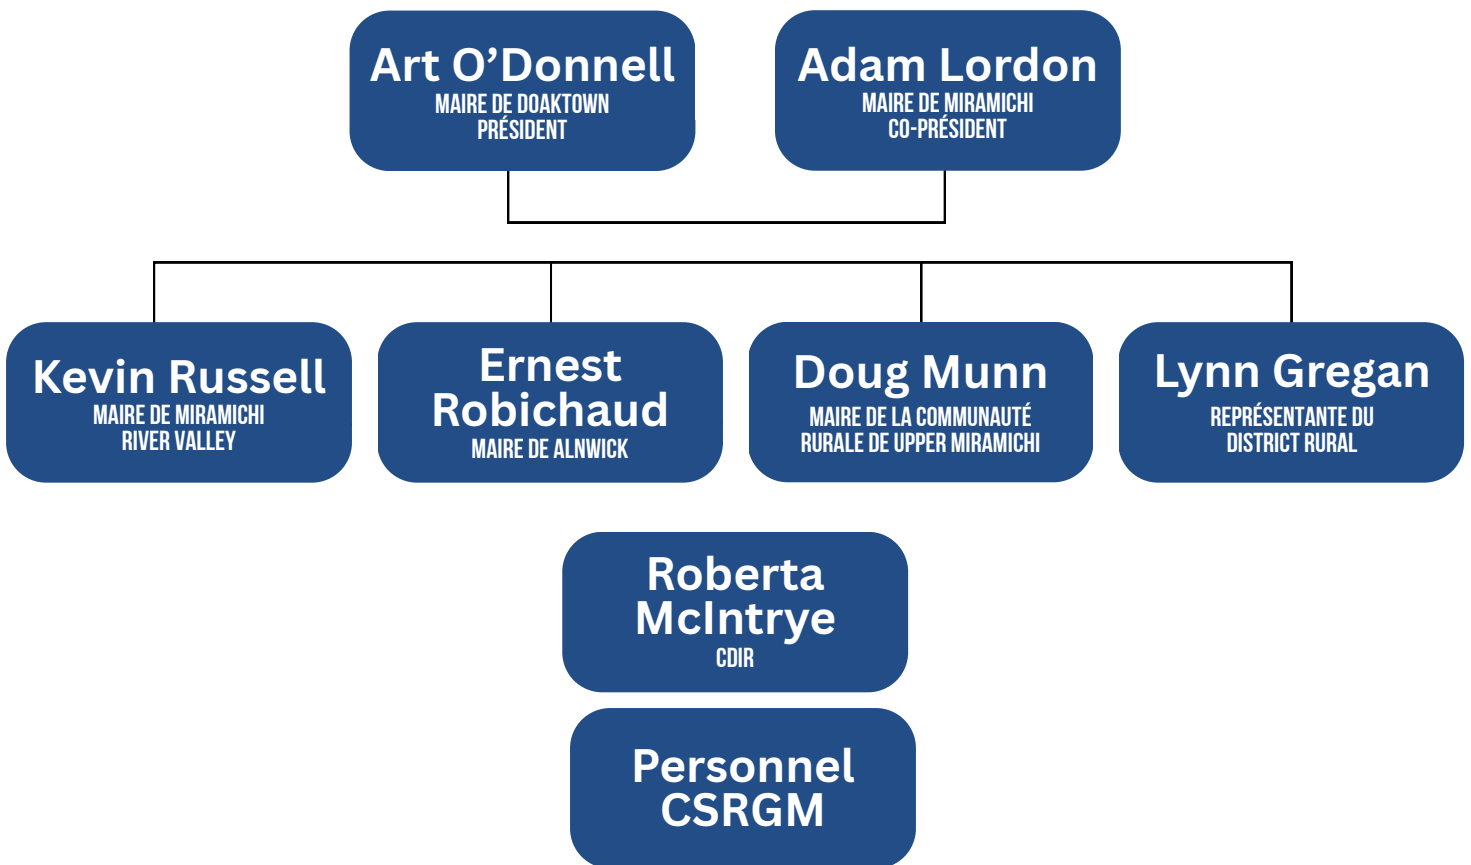 Art O’Donnell
MAIRE DE DOAKTOWN
PRÉSIDENT
Adam Lordon
MAIRE DE MIRAMICHI
CO-PRÉSIDENT
Kevin Russell
MAIRE DE MIRAMICHI
RIVER VALLEY
Ernest
Robichaud
MAIRE DE ALNWICK
Doug Munn
MAIRE DE LA COMMUNAUTÉ
RURALE DE UPPER MIRAMICHI
Lynn Gregan
REPRÉSENTANTE DU
DISTRICT RURAL
Roberta
McIntrye
CDIR
Personnel
CSRGM